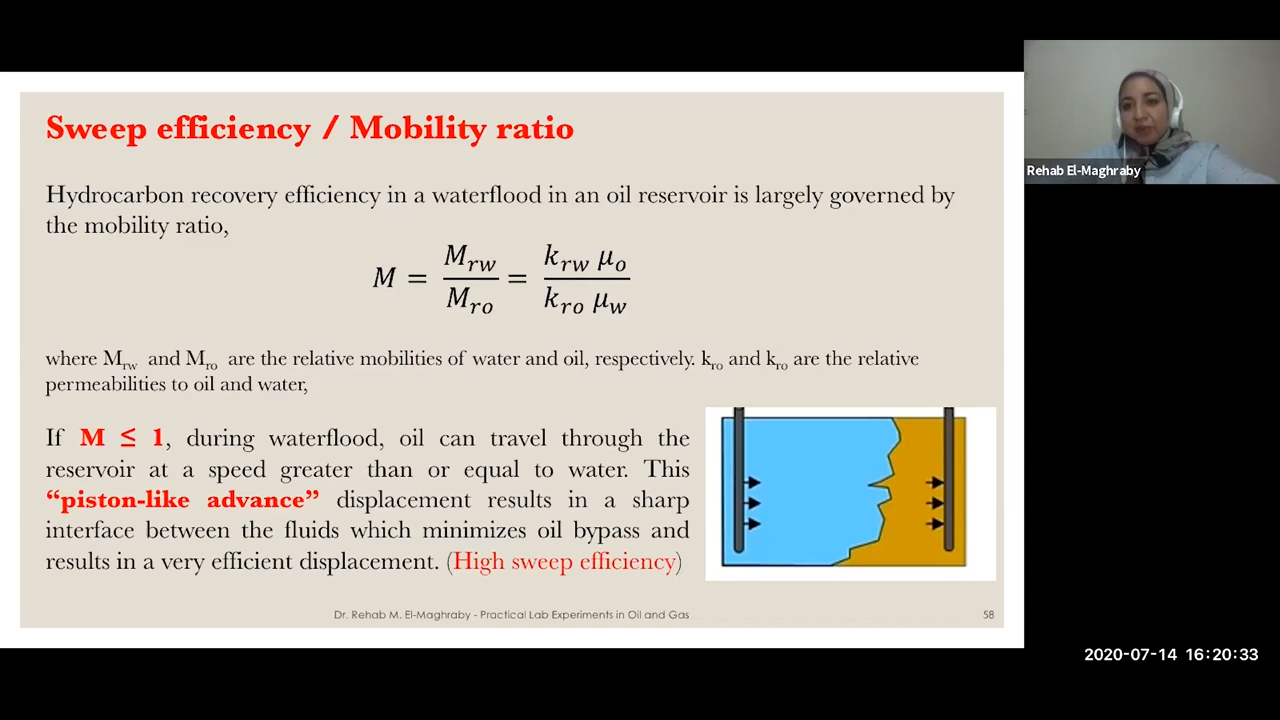 Sweep efficiency / Mobility ratio
Hydrocarbon recovery efficiency in a waterflood in an oil reservoir is largely governed by
the mobility ratio,
M = M_rw / M_ro = k_rw μ_o / k_ro μ_w
where M_rw and M_ro are the relative mobilities of water and oil, respectively. k_ro and k_ro are the relative
permeabilities to oil and water,
If M ≤ 1, during waterflood, oil can travel through the
reservoir at a speed greater than or equal to water. This
“piston-like advance” displacement results in a sharp
interface between the fluids which minimizes oil bypass and
results in a very efficient displacement. (High sweep efficiency)
Dr. Rehab M. El-Maghraby - Practical Lab Experiments in Oil and Gas
58
Rehab El-Maghraby
2020-07-14 16:20:33